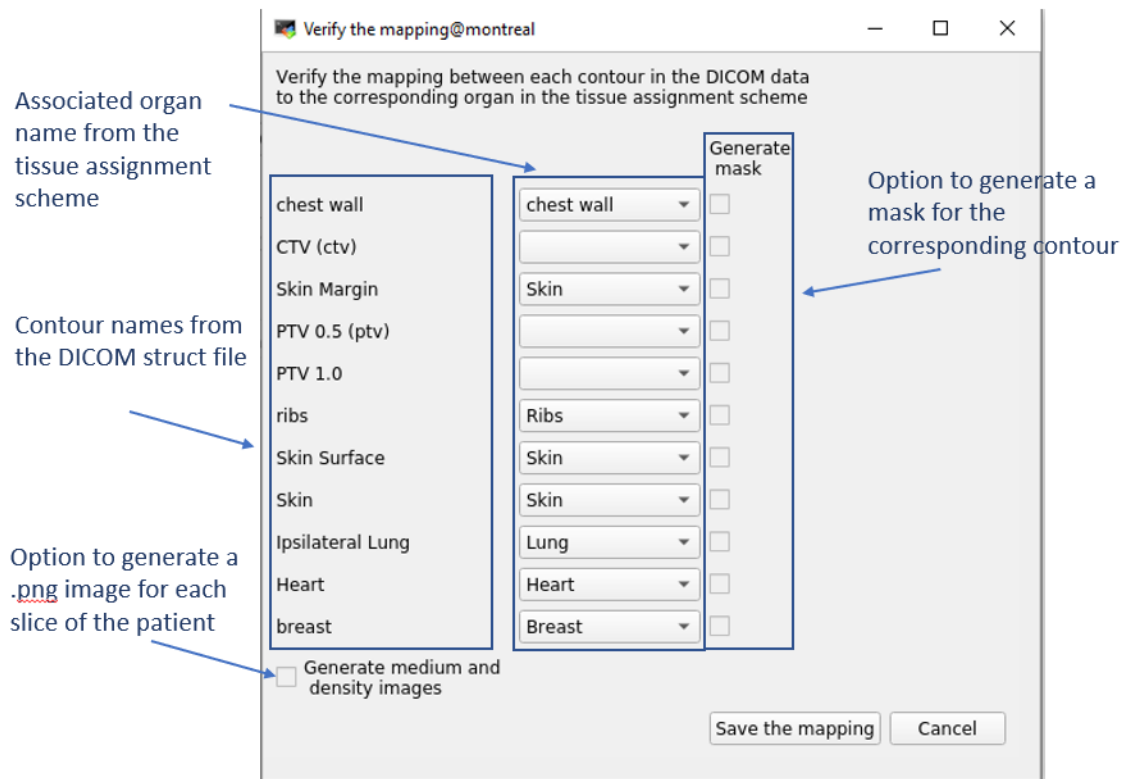 Verify the mapping@montreal
Verify the mapping between each contour in the DICOM data
to the corresponding organ in the tissue assignment scheme
Associated organ
name from the
tissue assignment
scheme
Generate
mask
Option to generate a
mask for the
corresponding contour
chest wall
chest wall
CTV (ctv)
Skin Margin
Skin
Contour names from
the DICOM struct file
PTV 0.5 (ptv)
PTV 1.0
ribs
Ribs
Skin Surface
Skin
Skin
Skin
Ipsilateral Lung
Lung
Option to generate a
.png image for each
slice of the patient
Heart
Heart
breast
Breast
Generate medium and
density images
Save the mapping
Cancel